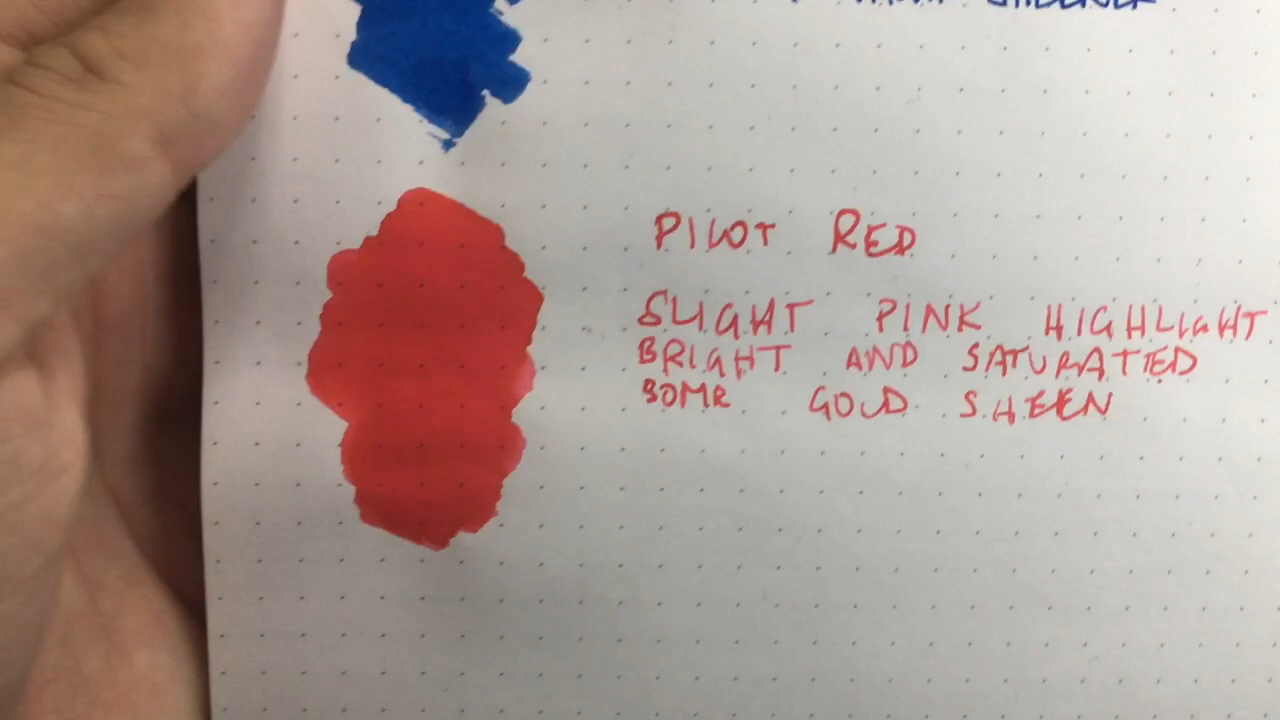 PILOT RED
SLIGHT PINK HIGHLIGHT
BRIGHT AND SATURATED
SOME GOLD SHEEN